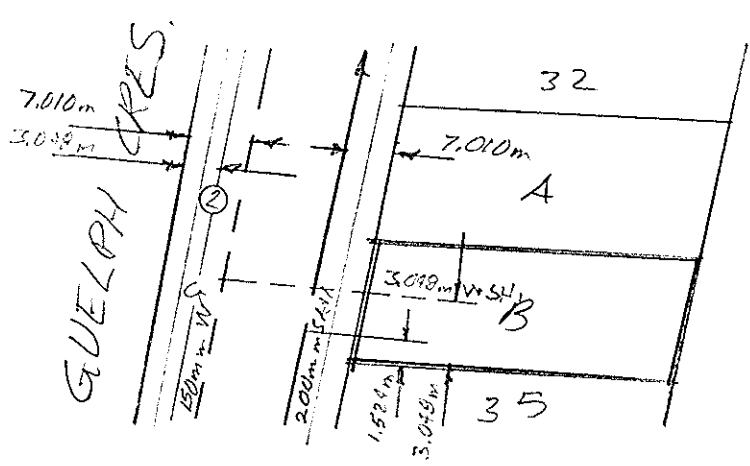 GUELPH CRES.
7.010m
3.048m
2
7.010m
32
A
3.048m W+SH
B
150mm W
200mm SAN
1.524m
3.048m
35